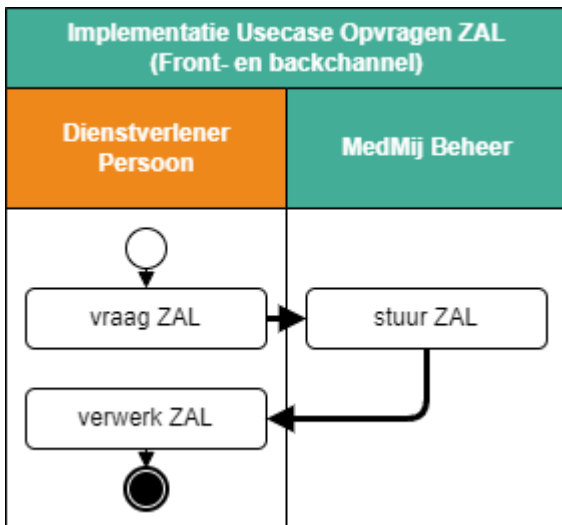 Implementatie Usecase Opvragen ZAL
(Front- en backchannel)
Dienstverlener
Persoon
MedMij Beheer
vraag ZAL
stuur ZAL
verwerk ZAL